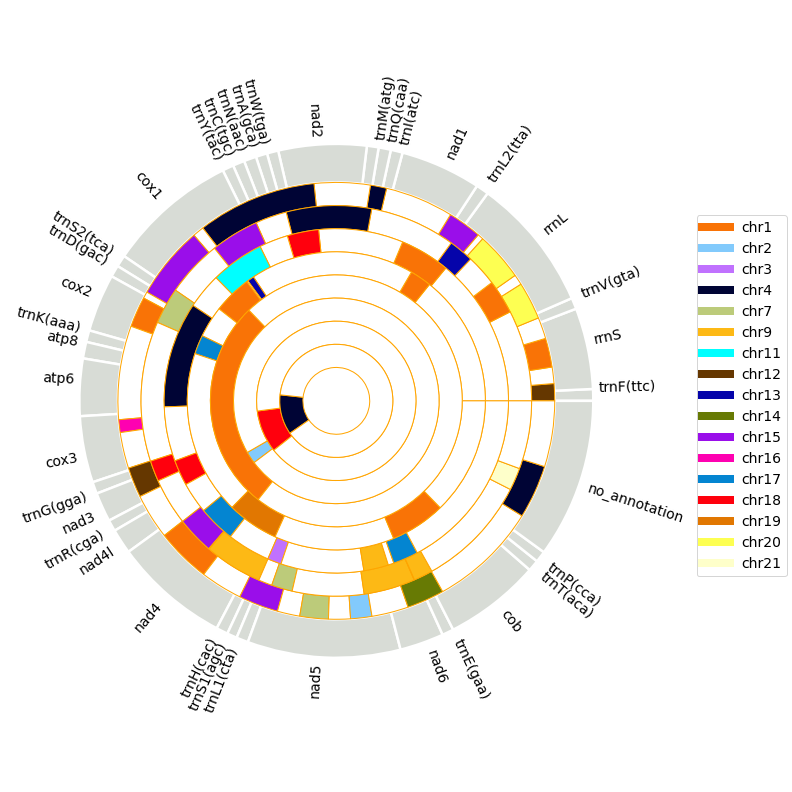 trnY(tac)
trnC(tgc)
trnN(aac)
trnA(gca)
trnW(tga)
nad2
trnM(atg)
trnQ(caa)
trnI(atc)
nad1
trnL2(tta)
rrnL
trnV(gta)
rrnS
trnF(ttc)
no_annotation
trnP(cca)
trnT(aca)
cob
trnE(gaa)
nad6
nad5
trnL1(cta)
trnS1(agc)
trnH(cac)
nad4
nad4l
trnR(cga)
nad3
trnG(gga)
cox3
atp6
atp8
trnK(aaa)
cox2
trnD(gac)
trnS2(tca)
cox1
chr1
chr2
chr3
chr4
chr7
chr9
chr11
chr12
chr13
chr14
chr15
chr16
chr17
chr18
chr19
chr20
chr21